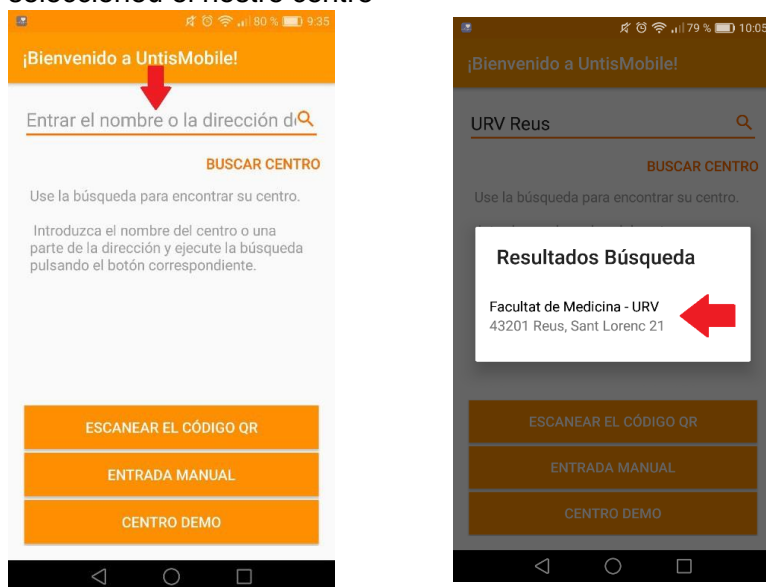 seleccioneu el nostre centre
80 % 9:35
¡Bienvenido a UntisMobile!
Entrar el nombre o la dirección d
BUSCAR CENTRO
Use la búsqueda para encontrar su centro.
Introduzca el nombre del centro o una
parte de la dirección y ejecute la búsqueda
pulsando el botón correspondiente.
ESCANEAR EL CÓDIGO QR
ENTRADA MANUAL
CENTRO DEMO
79 % 10:05
¡Bienvenido a UntisMobile!
URV Reus
BUSCAR CENTRO
Use la búsqueda para encontrar su centro.
Resultados Búsqueda
Facultat de Medicina - URV
43201 Reus, Sant Lorenc 21
ESCANEAR EL CÓDIGO QR
ENTRADA MANUAL
CENTRO DEMO